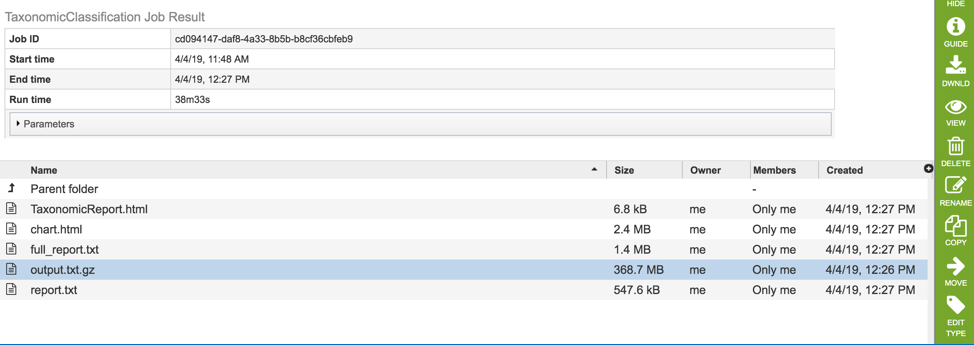 HIDE
TaxonomicClassification Job Result
GUIDE
Job ID cd094147-daf8-4a33-8b5b-b8cf36cbfeb9
Start time 4/4/19, 11:48 AM
End time 4/4/19, 12:27 PM
DWNLD
Run time 38m33s
Parameters
VIEW
DELETE
Name Size Owner Members Created
Parent folder -
RENAME
TaxonomicReport.html 6.8 kB me Only me 4/4/19, 12:27 PM
chart.html 2.4 MB me Only me 4/4/19, 12:27 PM
COPY
full_report.txt 1.4 MB me Only me 4/4/19, 12:27 PM
output.txt.gz 368.7 MB me Only me 4/4/19, 12:26 PM
MOVE
report.txt 547.6 kB me Only me 4/4/19, 12:27 PM
EDIT
TYPE